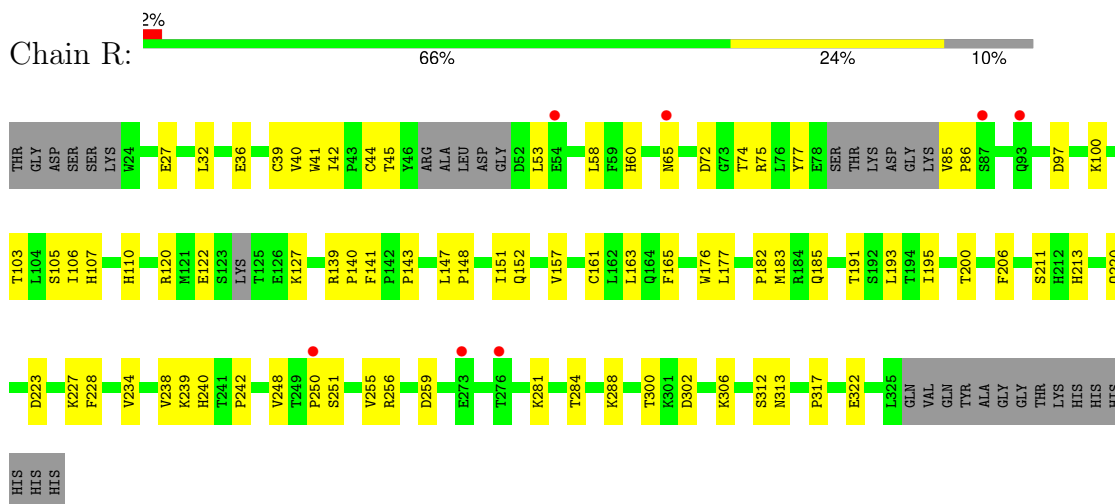 2%
Chain R:
66% 24% 10%
THR GLY ASP SER SER LYS W24 E27 L32 E36 C39 V40 W41 I42 P43 C44 T45 Y46 ARG ALA LEU ASP GLY D52 L53 E54 L58 F59 H60 N65 D72 G73 T74 R75 L76 Y77 E78 SER THR LYS ASP GLY LYS V85 P86 S87 Q93 D97 K100
T103 L104 S105 I106 H107 H110 R120 M121 E122 S123 LYS T125 E126 K127 R139 P140 F141 P142 P143 L147 P148 I151 Q152 V157 C161 L162 L163 Q164 F165 W176 L177 P182 M183 R184 Q185 T191 S192 L193 T194 I195 T200 F206 S211 H212 H213
D223 K227 F228 V234 V238 K239 H240 T241 P242 V248 T249 P250 S251 V255 R256 D259 E273 T276 K281 T284 K288 T300 K301 D302 K306 S312 N313 P317 E322 L325 GLN VAL GLN TYR ALA GLY GLY THR LYS HIS HIS HIS
HIS HIS HIS